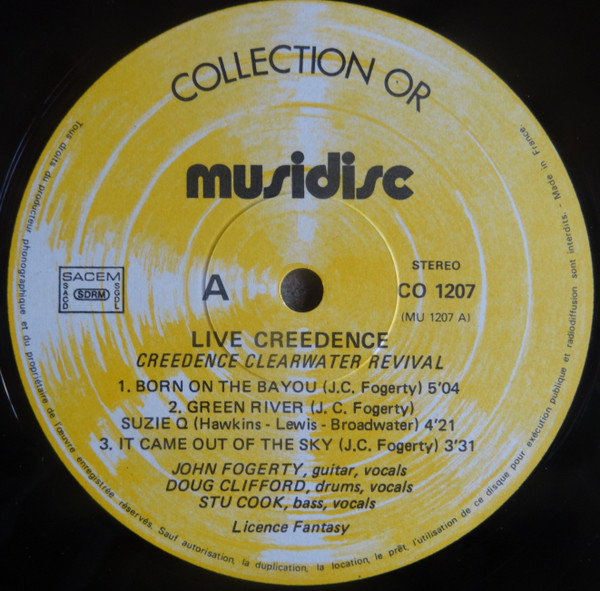 COLLECTION OR
musidisc
SACEM
SACD
SDRM
SGDL
A
STEREO
CO 1207
(MU 1207 A)
LIVE CREEDENCE
CREEDENCE CLEARWATER REVIVAL
1. BORN ON THE BAYOU (J.C. Fogerty) 5'04
2. GREEN RIVER (J. C. Fogerty)
SUZIE Q (Hawkins - Lewis - Broadwater) 4'21
3. IT CAME OUT OF THE SKY (J.C. Fogerty) 3'31
JOHN FOGERTY, guitar, vocals
DOUG CLIFFORD, drums, vocals
STU COOK, bass, vocals
Licence Fantasy
Tous droits du producteur phonographique et du propriétaire de l'œuvre enregistrée réservés. Sauf autorisation, la duplication, la location, le prêt, l'utilisation de ce disque pour exécution publique et radiodiffusion sont interdits. - Made in France.